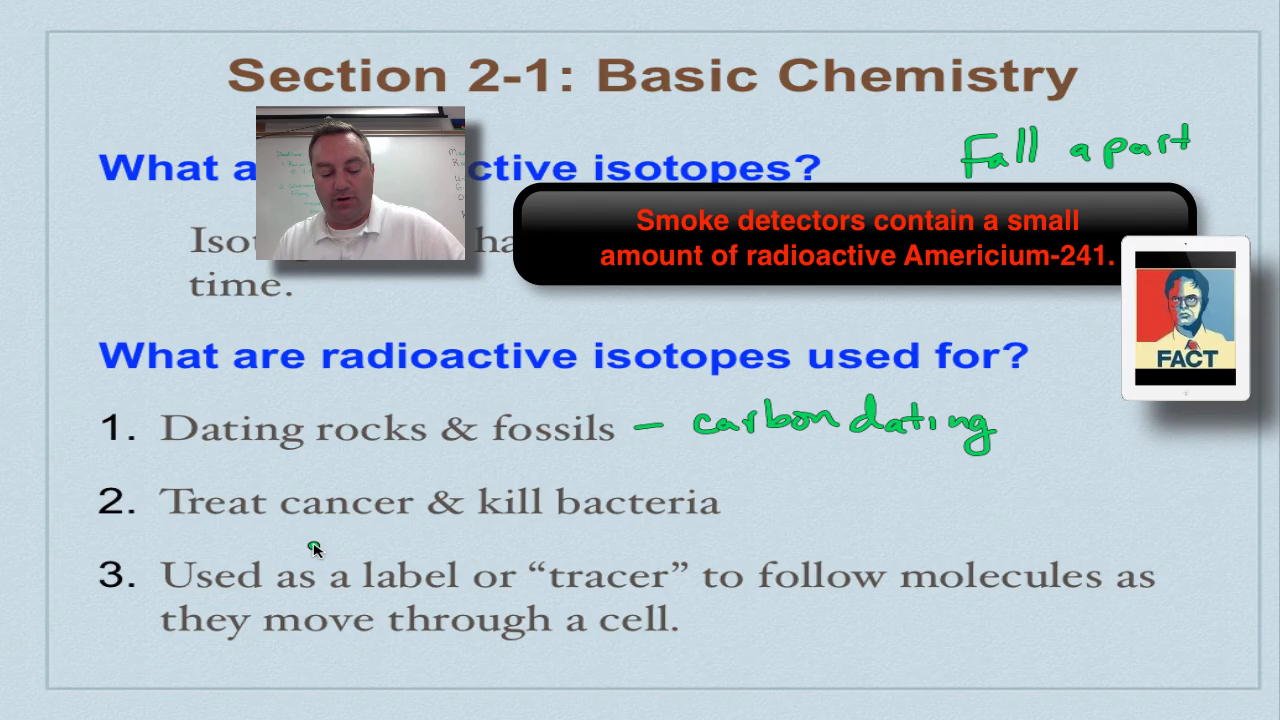 Section 2-1: Basic Chemistry
What a ctive isotopes?
Fall apart
Smoke detectors contain a small
amount of radioactive Americium-241.
Isot ha
time.
FACT
What are radioactive isotopes used for?
1. Dating rocks & fossils - carbon dating
2. Treat cancer & kill bacteria
3. Used as a label or “tracer” to follow molecules as
they move through a cell.